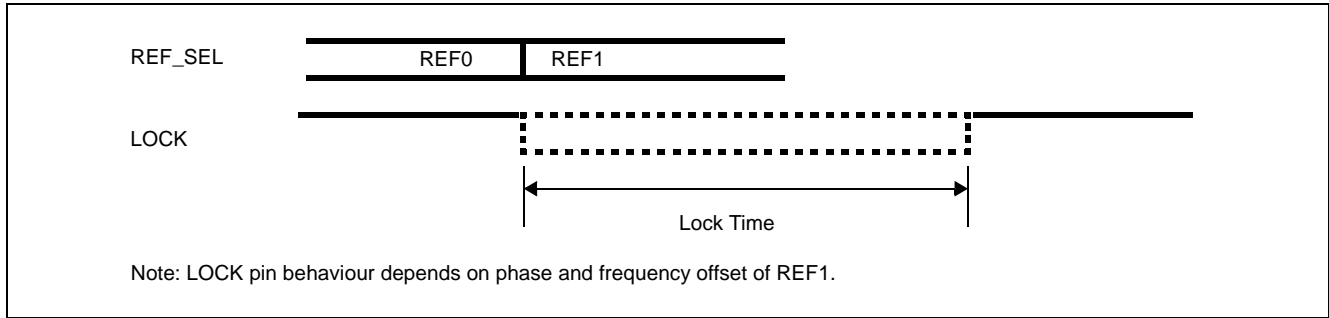 REF_SEL
REF0
REF1
LOCK
Lock Time
Note: LOCK pin behaviour depends on phase and frequency offset of REF1.